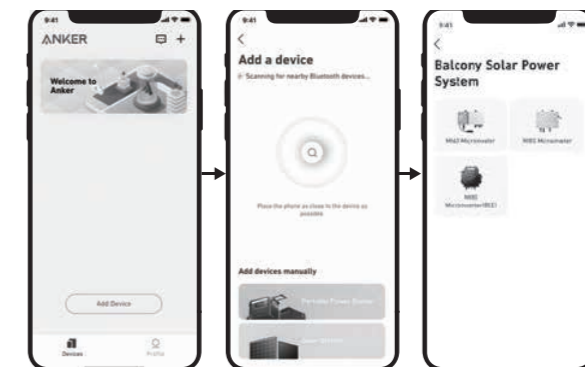 9:41
ANKER
Welcome to
Anker
Add Device
Devices
Profile
9:41
Add a device
Scanning for nearby Bluetooth devices...
Place the phone as close to the device as
possible
Add devices manually
Portable Power Station
9:41
Balcony Solar Power
System
Microinverter
MI80 Microinverter
MI80
Microinverter(BLE)